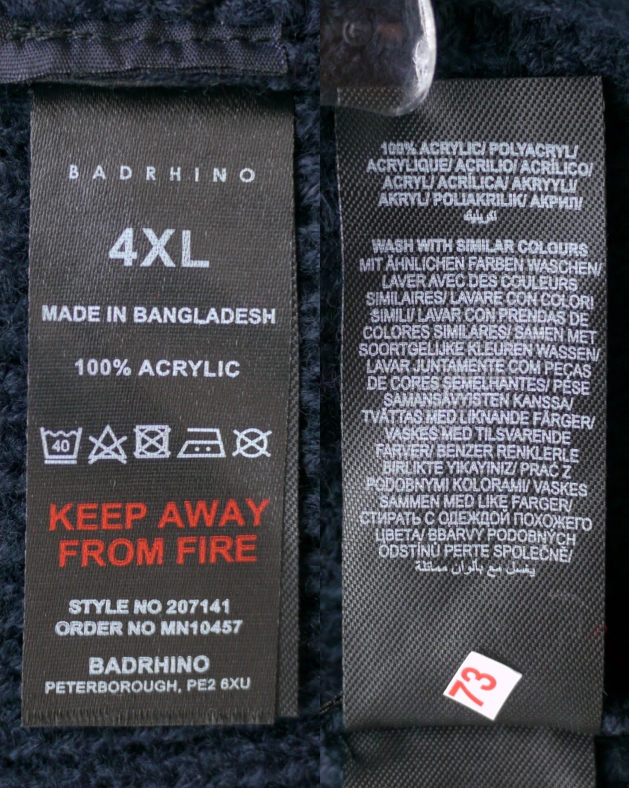 BADRHINO
4XL
MADE IN BANGLADESH
100% ACRYLIC
40
KEEP AWAY
FROM FIRE
STYLE NO 207141
ORDER NO MN10457
BADRHINO
PETERBOROUGH, PE2 6XU
100% ACRYLIC/ POLYACRYL/
ACRYLIQUE/ ACRILIO/ ACRÍLICO/
ACRYL/ ACRÍLICA/ AKRYYLI/
AKRYL/ POLIAKRILIK/ АКРИЛ/
اكريليك
WASH WITH SIMILAR COLOURS
MIT ÄHNLICHEN FARBEN WASCHEN/
LAVER AVEC DES COULEURS
SIMILAIRES/ LAVARE CON COLORI
SIMILI/ LAVAR CON PRENDAS DE
COLORES SIMILARES/ SAMEN MET
SOORTGELIJKE KLEUREN WASSEN/
LAVAR JUNTAMENTE COM PEÇAS
DE CORES SEMELHANTES/ PESE
SAMANSÄVYISTEN KANSSA/
TVÄTTAS MED LIKNANDE FÄRGER/
VASKES MED TILSVARENDE
FARVER/ BENZER RENKLERLE
BIRLIKTE YIKAYINIZ/ PRAĆ Z
PODOBNYMI KOLORAMI/ VASKES
SAMMEN MED LIKE FARGER/
СТИРАТЬ С ОДЕЖДОЙ ПОХОЖЕГО
ЦВЕТА/ BBARVY PODOBNÝCH
ODSTÍNŮ PERTE SPOLEČNĚ/
يغسل مع بألوان مماثلة
73